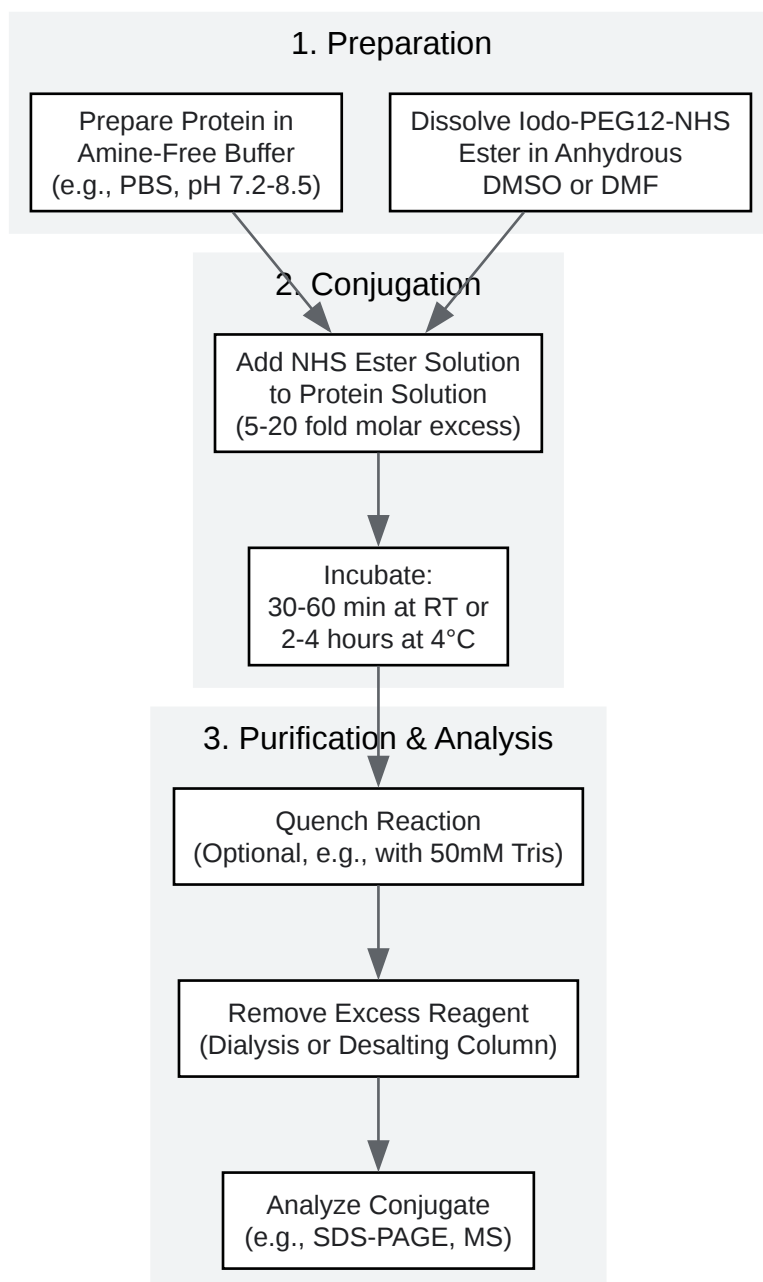 1. Preparation
Prepare Protein in
Amine-Free Buffer
(e.g., PBS, pH 7.2-8.5)
Dissolve Iodo-PEG12-NHS
Ester in Anhydrous
DMSO or DMF
2. Conjugation
Add NHS Ester Solution
to Protein Solution
(5-20 fold molar excess)
Incubate:
30-60 min at RT or
2-4 hours at 4°C
3. Purification & Analysis
Quench Reaction
(Optional, e.g., with 50mM Tris)
Remove Excess Reagent
(Dialysis or Desalting Column)
Analyze Conjugate
(e.g., SDS-PAGE, MS)